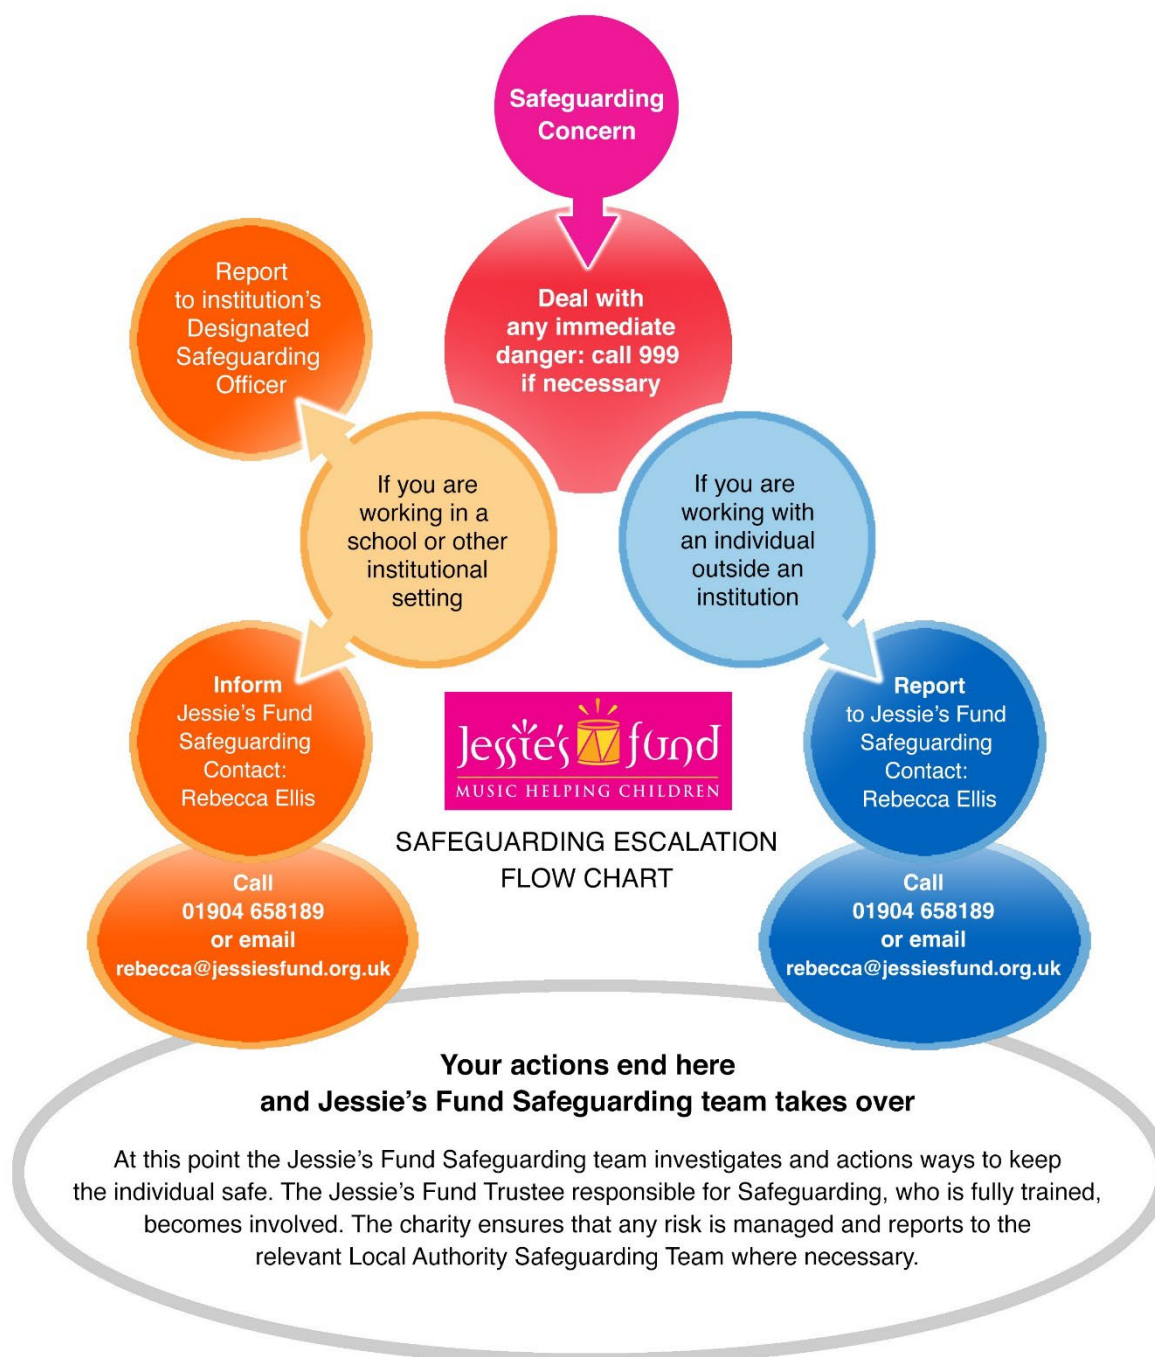 Safeguarding
Concern
Deal with
any immediate
danger: call 999
if necessary
Report
to institution’s
Designated
Safeguarding
Officer
If you are
working in a
school or other
institutional
setting
If you are
working with
an individual
outside an
institution
Inform
Jessie’s Fund
Safeguarding
Contact:
Rebecca Ellis
Call
01904 658189
or email
rebecca@jessiesfund.org.uk
Jessie's fund
MUSIC HELPING CHILDREN
SAFEGUARDING ESCALATION
FLOW CHART
Report
to Jessie’s Fund
Safeguarding
Contact:
Rebecca Ellis
Call
01904 658189
or email
rebecca@jessiesfund.org.uk
Your actions end here
and Jessie’s Fund Safeguarding team takes over
At this point the Jessie’s Fund Safeguarding team investigates and actions ways to keep
the individual safe. The Jessie’s Fund Trustee responsible for Safeguarding, who is fully trained,
becomes involved. The charity ensures that any risk is managed and reports to the
relevant Local Authority Safeguarding Team where necessary.